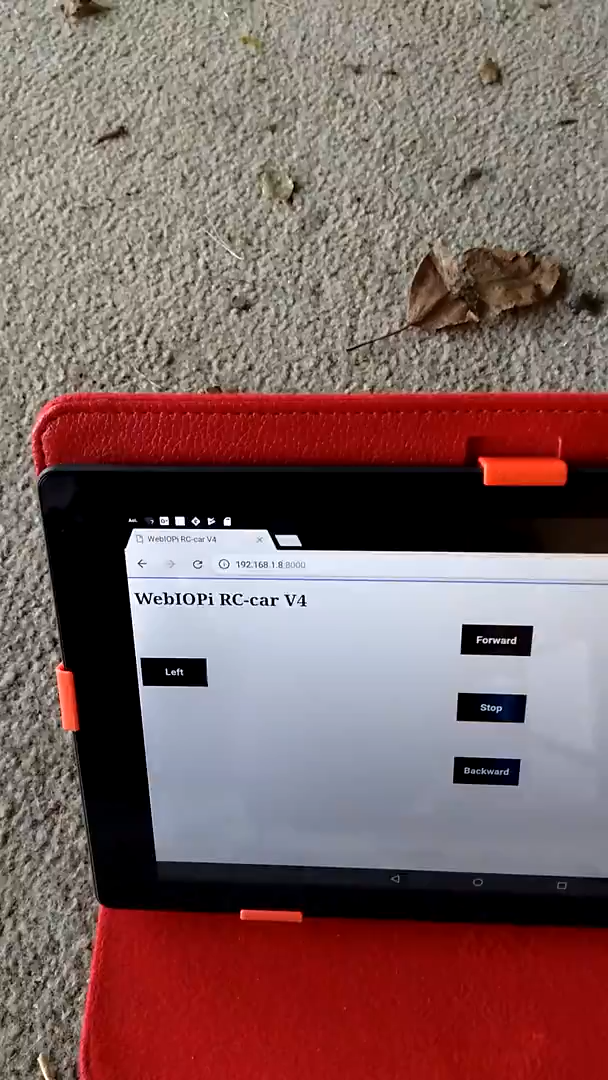 WebIOPi RC-car V4
192.168.1.8:8000
WebIOPi RC-car V4
Forward
Left
Stop
Backward